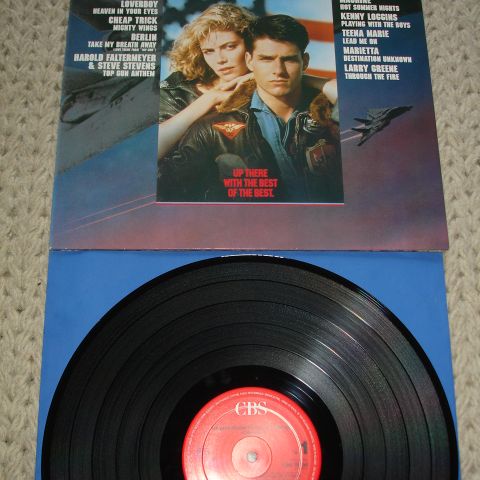 LOVERBOY
HEAVEN IN YOUR EYES
CHEAP TRICK
MIGHTY WINGS
BERLIN
TAKE MY BREATH AWAY
HAROLD FALTERMEYER
& STEVE STEVENS
TOP GUN ANTHEM
MACHINE
HOT SUMMER NIGHTS
KENNY LOGGINS
PLAYING WITH THE BOYS
TEENA MARIE
LEAD ME ON
MARIETTA
DESTINATION UNKNOWN
LARRY GREENE
THROUGH THE FIRE
UP THERE
WITH THE BEST
OF THE BEST.
CBS
1